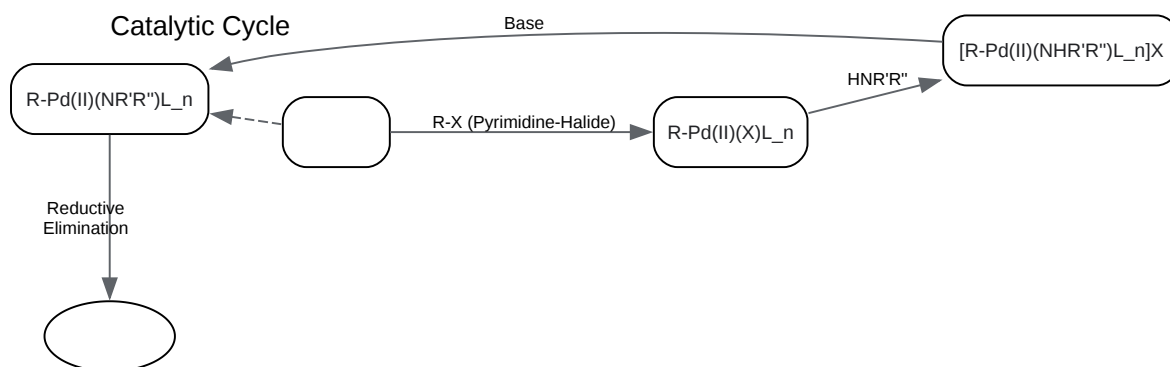 Catalytic Cycle
Base
[R-Pd(II)(NHR'R")L_n]X
HNR'R"
R-Pd(II)(NR'R")L_n
R-X (Pyrimidine-Halide)
R-Pd(II)(X)L_n
Reductive
Elimination